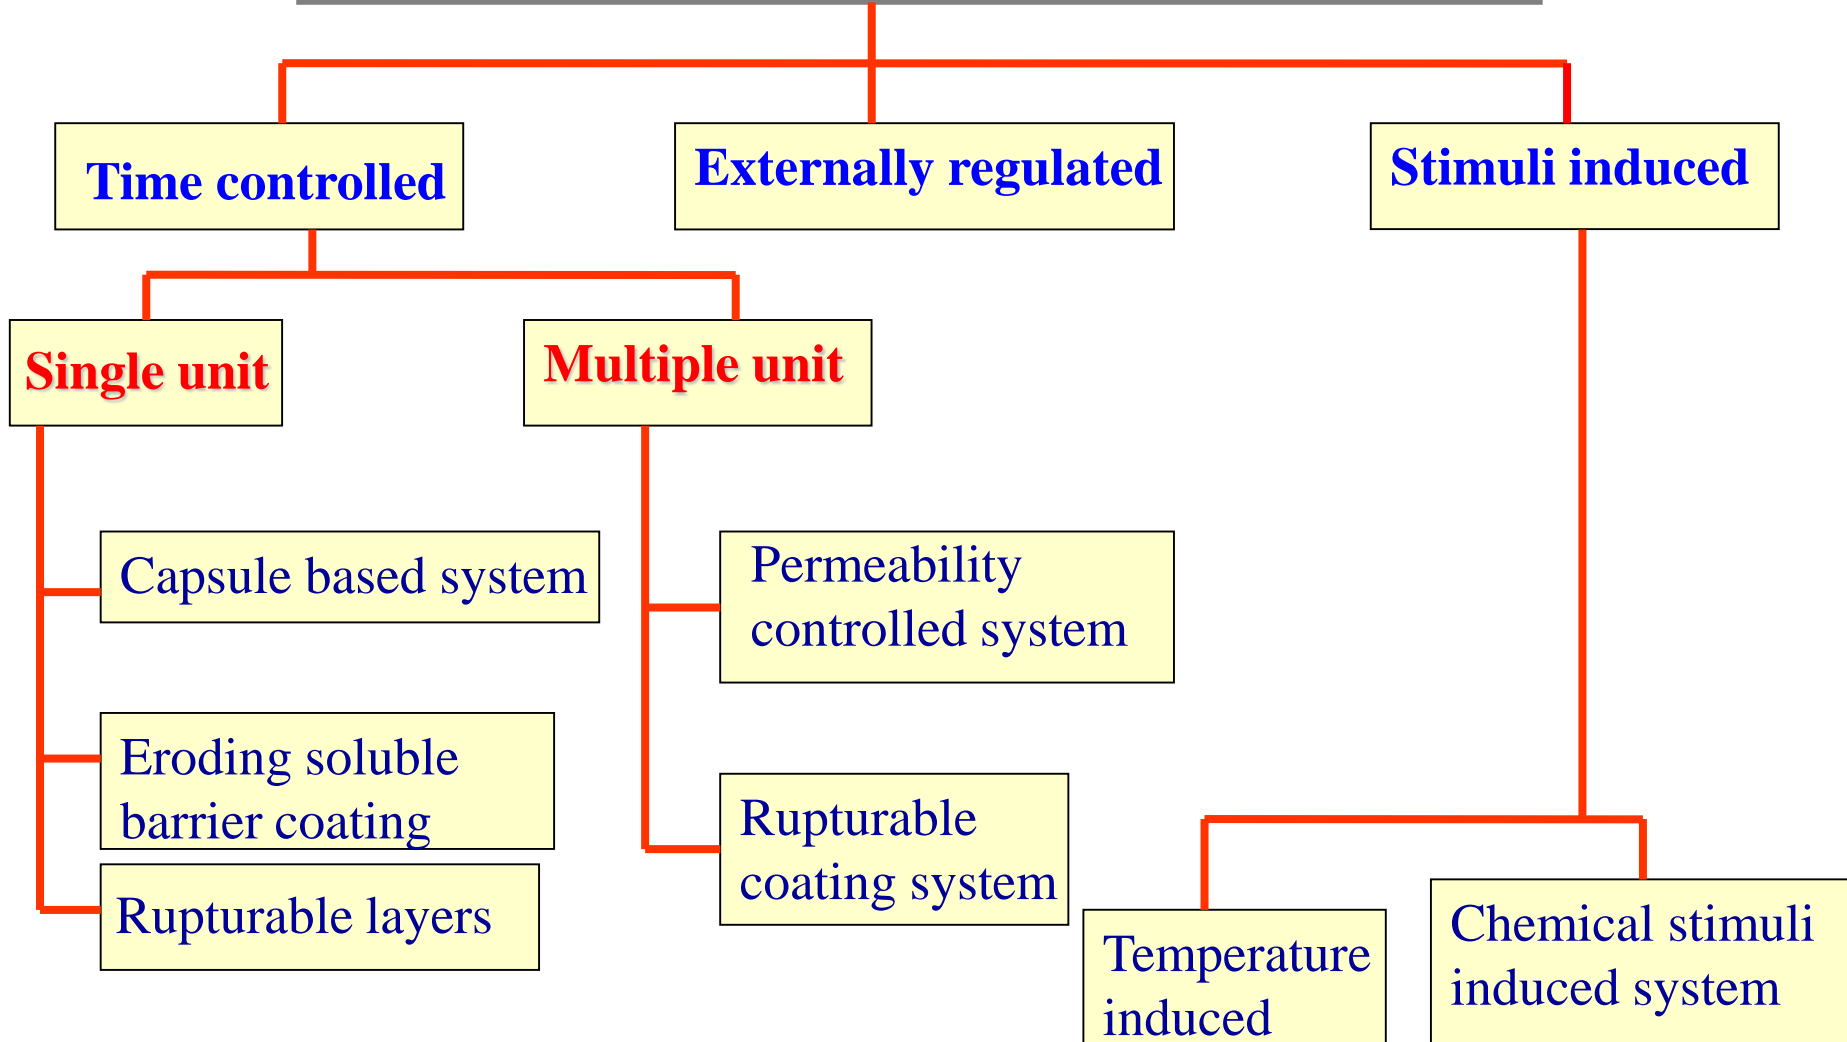 Time controlled
Externally regulated
Stimuli induced
Single unit
Multiple unit
Capsule based system
Permeability
controlled system
Eroding soluble
barrier coating
Rupturable
coating system
Rupturable layers
Temperature
induced
Chemical stimuli
induced system